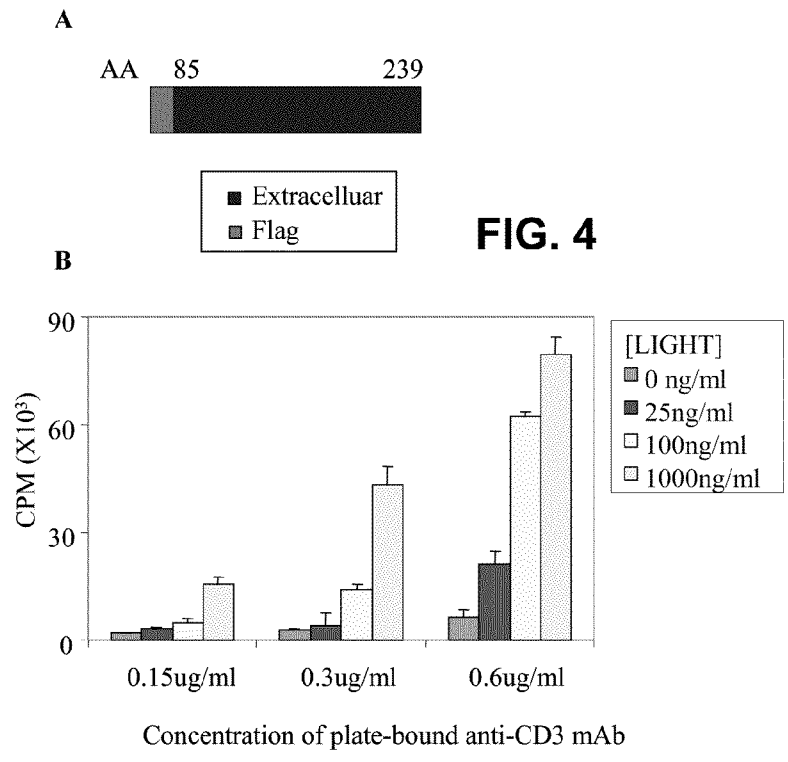 A
AA 85 239
Extracelluar
Flag
FIG. 4
B
90
60
30
0
CPM (X10³)
[LIGHT]
0 ng/ml
25ng/ml
100ng/ml
1000ng/ml
0.15ug/ml 0.3ug/ml 0.6ug/ml
Concentration of plate-bound anti-CD3 mAb